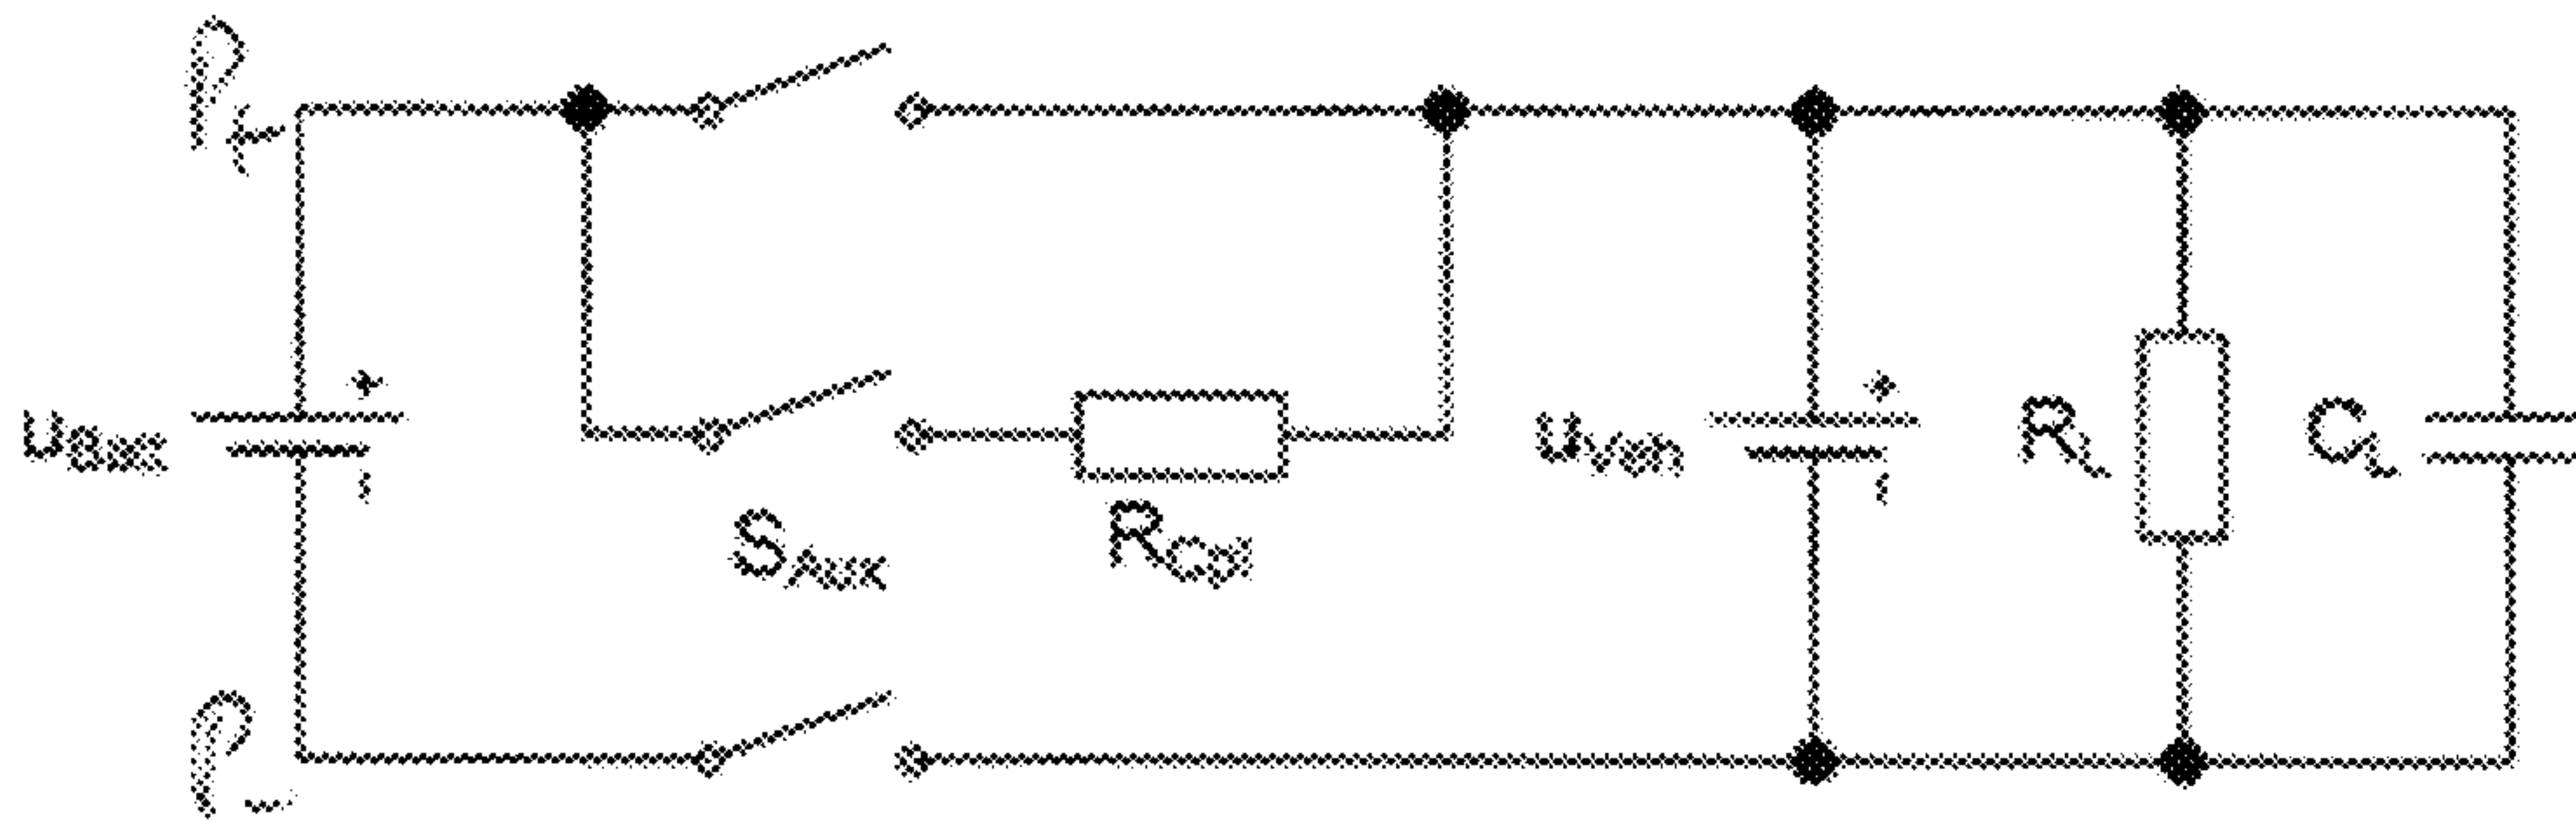 P+
uBat
SAux
RCpl
uVeh
RL
CL
P-